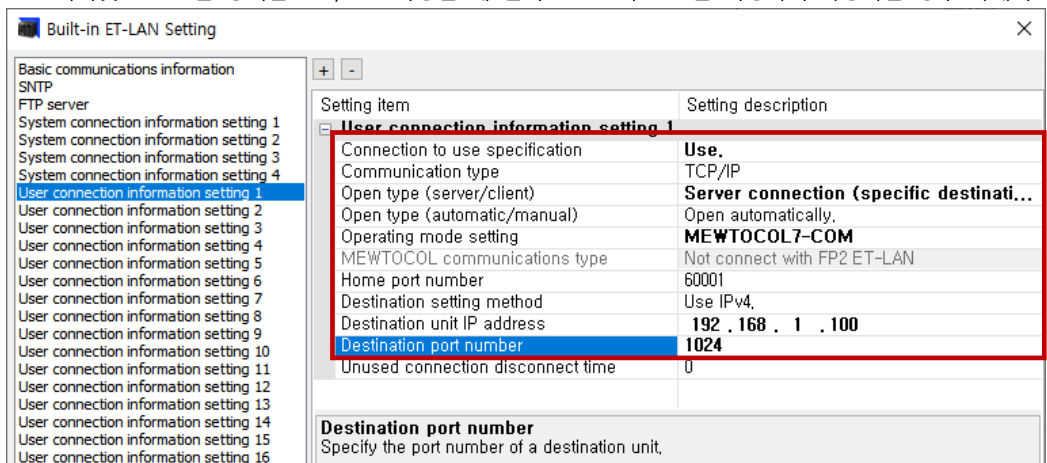 Built-in ET-LAN Setting
Basic communications information
SNTP
FTP server
System connection information setting 1
System connection information setting 2
System connection information setting 3
System connection information setting 4
User connection information setting 1
User connection information setting 2
User connection information setting 3
User connection information setting 4
User connection information setting 5
User connection information setting 6
User connection information setting 7
User connection information setting 8
User connection information setting 9
User connection information setting 10
User connection information setting 11
User connection information setting 12
User connection information setting 13
User connection information setting 14
User connection information setting 15
User connection information setting 16
+ -
Setting item Setting description
User connection information setting 1
Connection to use specification Use.
Communication type TCP/IP
Open type (server/client) Server connection (specific destinati...
Open type (automatic/manual) Open automatically.
Operating mode setting MEWTOCOL7-COM
MEWTOCOL communications type Not connect with FP2 ET-LAN
Home port number 60001
Destination setting method Use IPv4.
Destination unit IP address 192 . 168 . 1 . 100
Destination port number 1024
Unused connection disconnect time 0
Destination port number
Specify the port number of a destination unit.